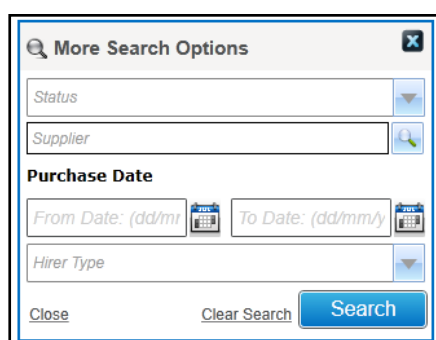 More Search Options
Status
Supplier
Purchase Date
From Date: (dd/mm To Date: (dd/mm/y
Hirer Type
Close Clear Search Search